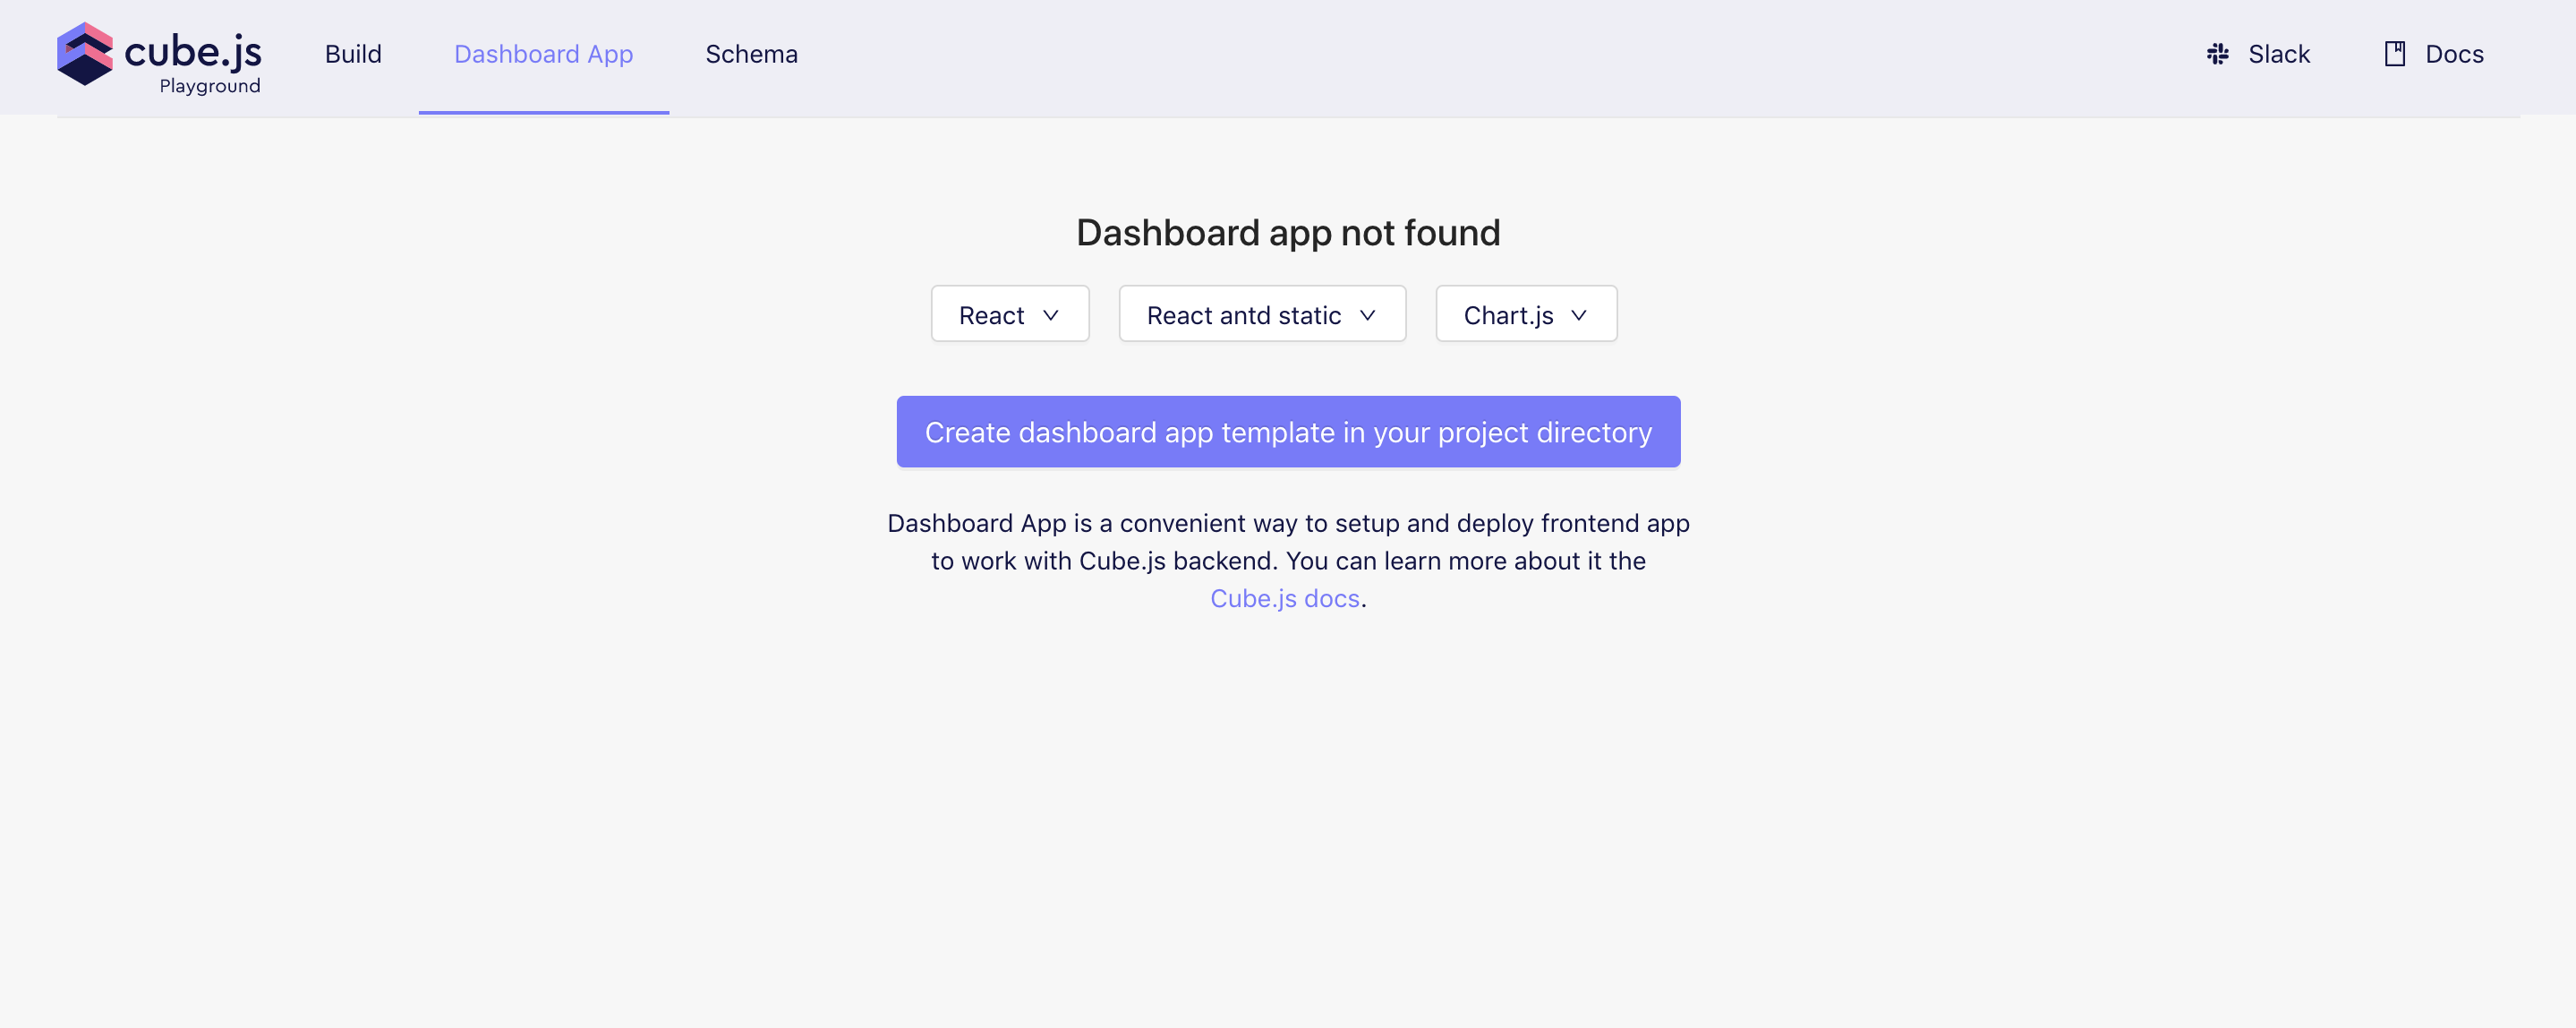 cube.js
Playground
Build
Dashboard App
Schema
Slack
Docs
Dashboard app not found
React
React antd static
Chart.js
Create dashboard app template in your project directory
Dashboard App is a convenient way to setup and deploy frontend app
to work with Cube.js backend. You can learn more about it the
Cube.js docs.